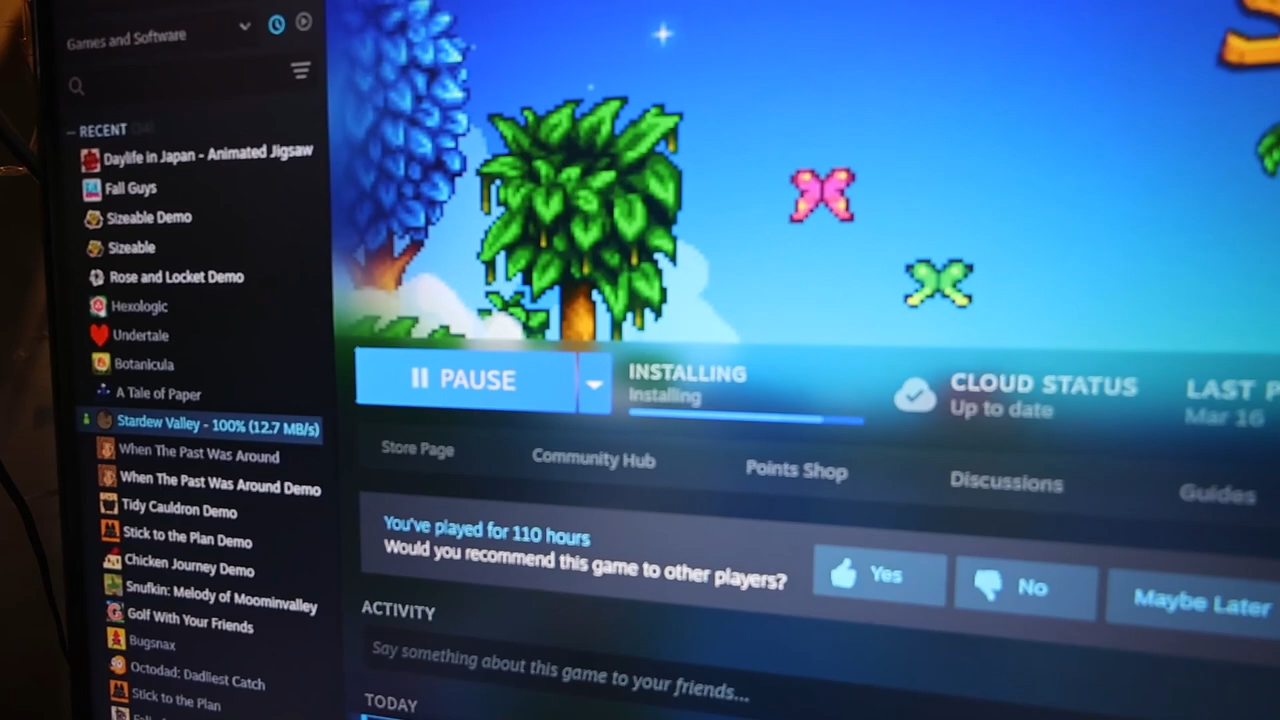 Games and Software
RECENT
Daylife in Japan - Animated Jigsaw
Fall Guys
Sizeable Demo
Sizeable
Rose and Locket Demo
Hexologic
Undertale
Botanicula
A Tale of Paper
Stardew Valley - 100% (12.7 MB/s)
When The Past Was Around
When The Past Was Around Demo
Tidy Cauldron Demo
Stick to the Plan Demo
Chicken Journey Demo
Snufkin: Melody of Moominvalley
Golf With Your Friends
Bugsnax
Octodad: Dadliest Catch
Stick to the Plan
PAUSE
INSTALLING
Installing
CLOUD STATUS
Up to date
LAST P
Mar 16
Store Page
Community Hub
Points Shop
Discussions
Guides
You've played for 110 hours
Would you recommend this game to other players?
Yes
No
Maybe Later
ACTIVITY
Say something about this game to your friends...
TODAY